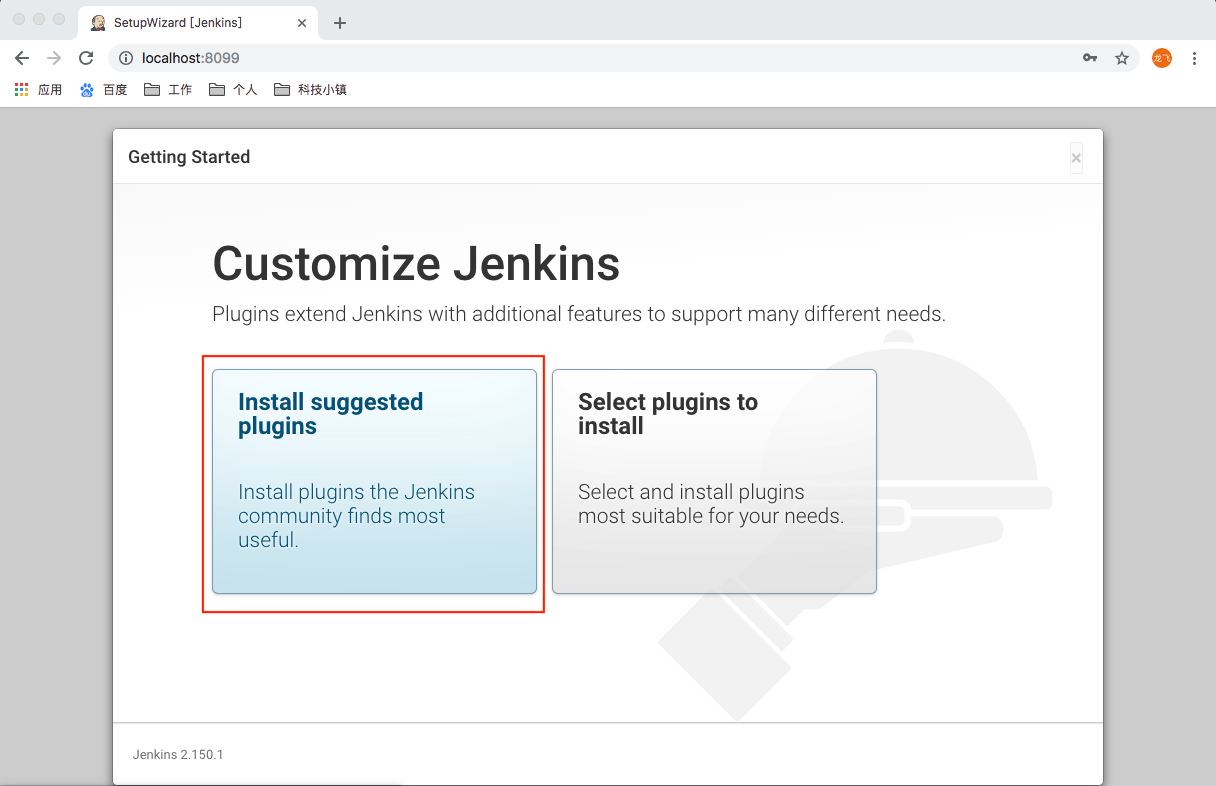 SetupWizard [Jenkins]
localhost:8099
龙飞
应用 百度 工作 个人 科技小镇
Getting Started
Customize Jenkins
Plugins extend Jenkins with additional features to support many different needs.
Install suggested
plugins
Install plugins the Jenkins
community finds most
useful.
Select plugins to
install
Select and install plugins
most suitable for your needs.
Jenkins 2.150.1